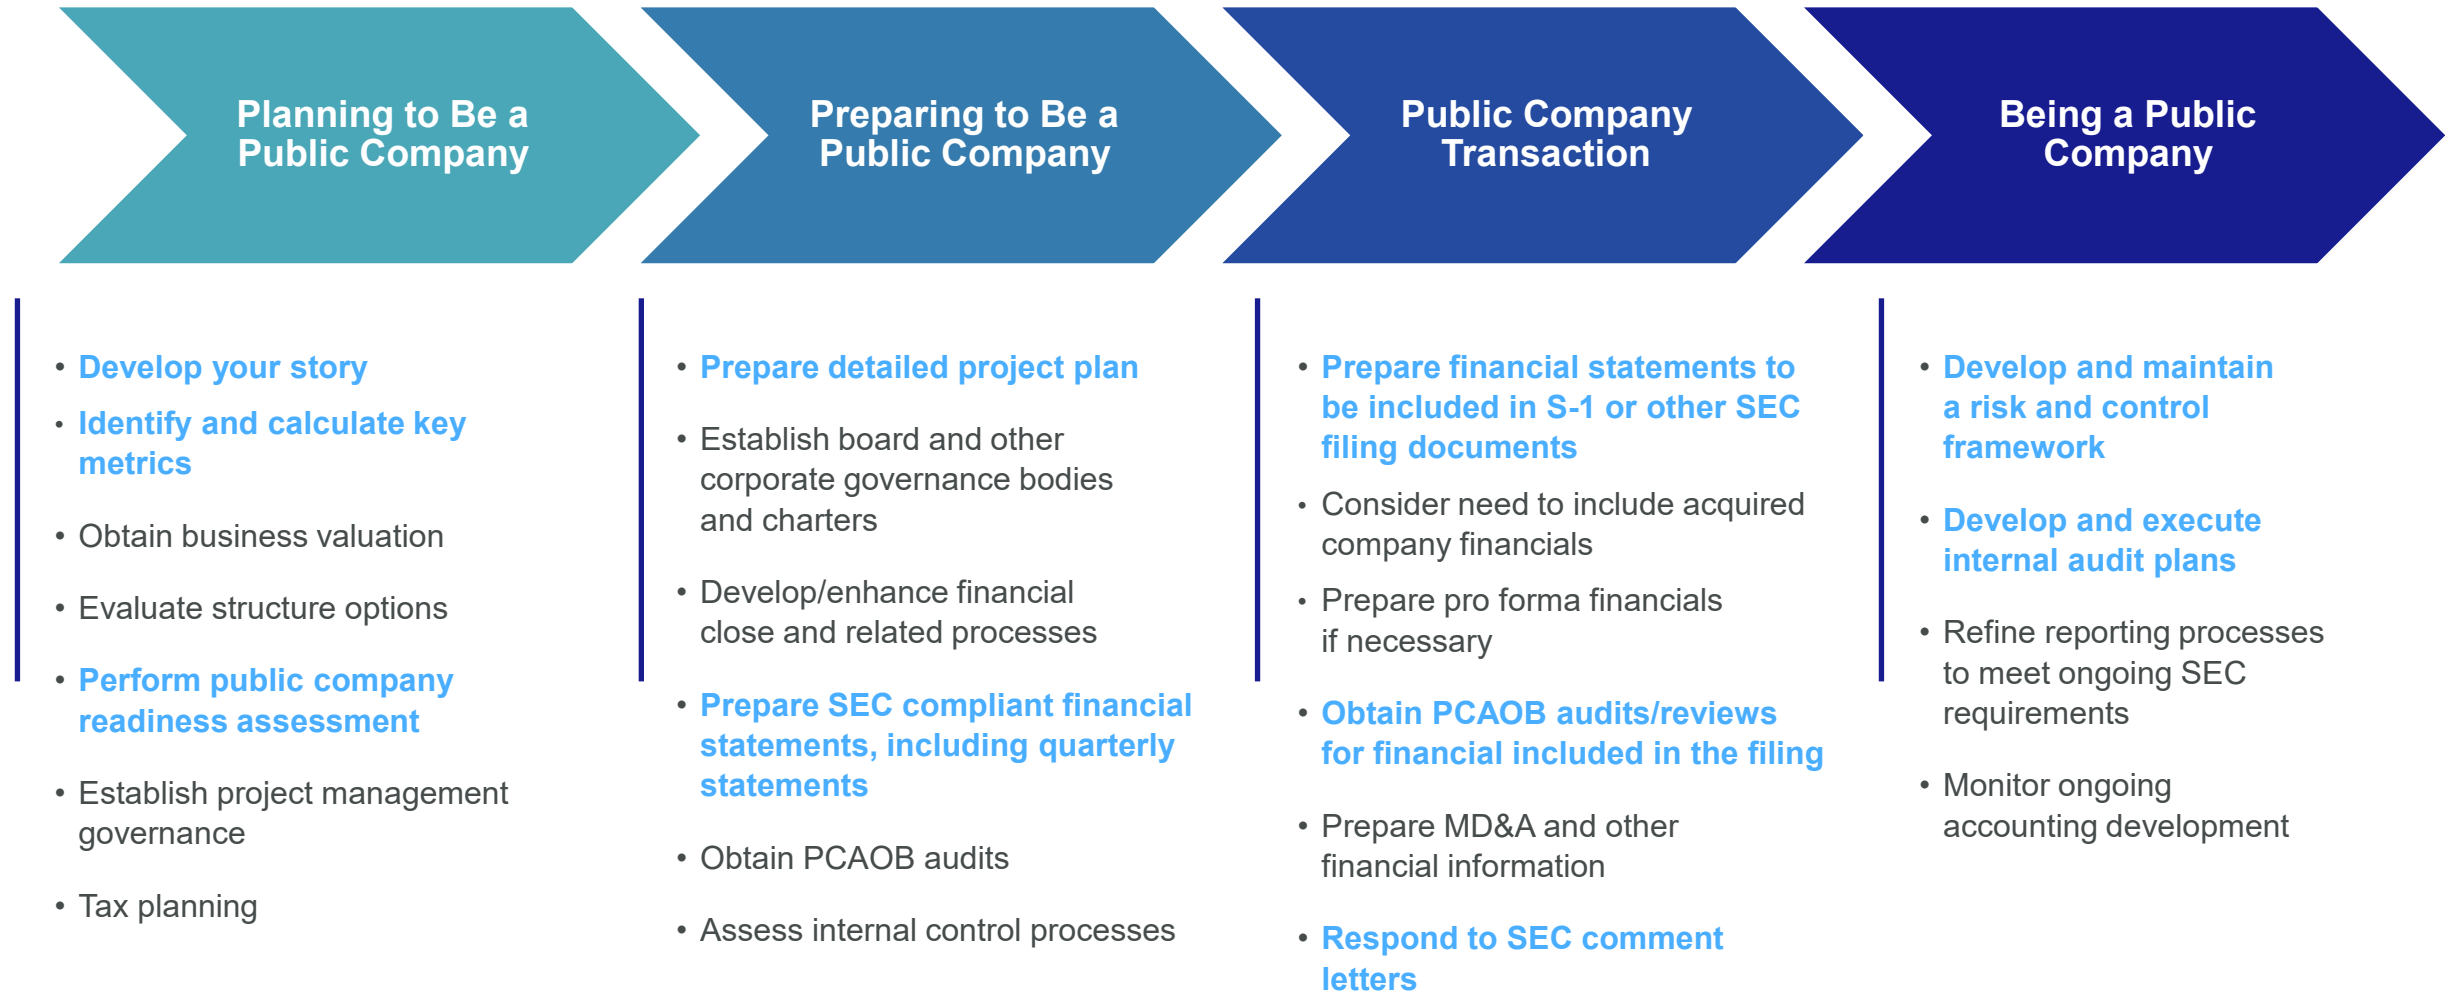 Planning to Be a
Public Company
Preparing to Be a
Public Company
Public Company
Transaction
Being a Public
Company
• Develop your story
• Identify and calculate key
metrics
• Obtain business valuation
• Evaluate structure options
• Perform public company
readiness assessment
• Establish project management
governance
• Tax planning
• Prepare detailed project plan
• Establish board and other
corporate governance bodies
and charters
• Develop/enhance financial
close and related processes
• Prepare SEC compliant financial
statements, including quarterly
statements
• Obtain PCAOB audits
• Assess internal control processes
• Prepare financial statements to
be included in S-1 or other SEC
filing documents
• Consider need to include acquired
company financials
• Prepare pro forma financials
if necessary
• Obtain PCAOB audits/reviews
for financial included in the filing
• Prepare MD&A and other
financial information
• Respond to SEC comment
letters
• Develop and maintain
a risk and control
framework
• Develop and execute
internal audit plans
• Refine reporting processes
to meet ongoing SEC
requirements
• Monitor ongoing
accounting development